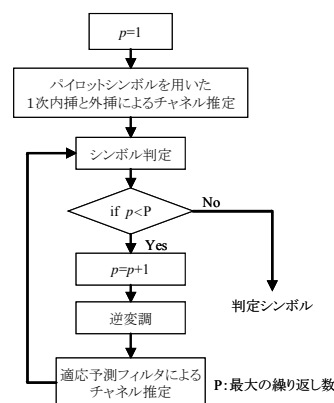 p=1
パイロットシンボルを用いた
1次内挿と外挿によるチャネル推定
シンボル判定
if p<P
No
Yes
p=p+1
判定シンボル
逆変調
適応予測フィルタによる
チャネル推定
P:最大の繰り返し数